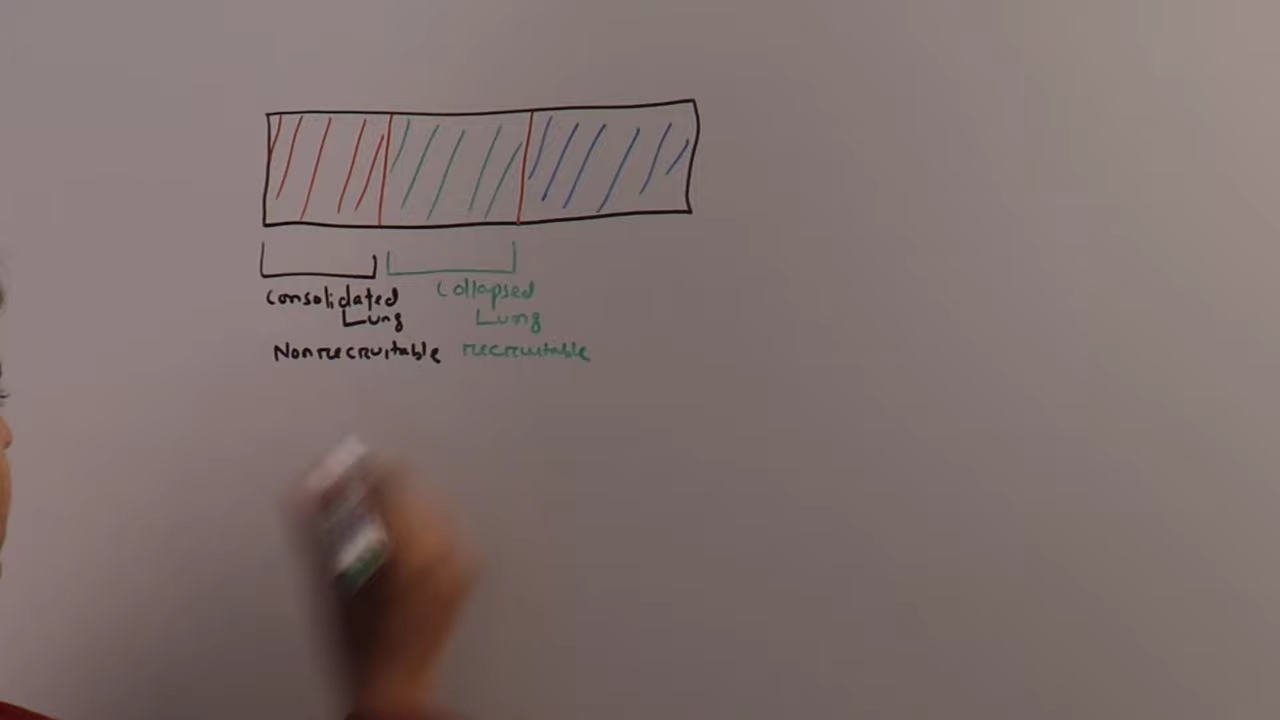 Consolidated
Lung
Nonrecruitable
Collapsed
Lung
recruitable